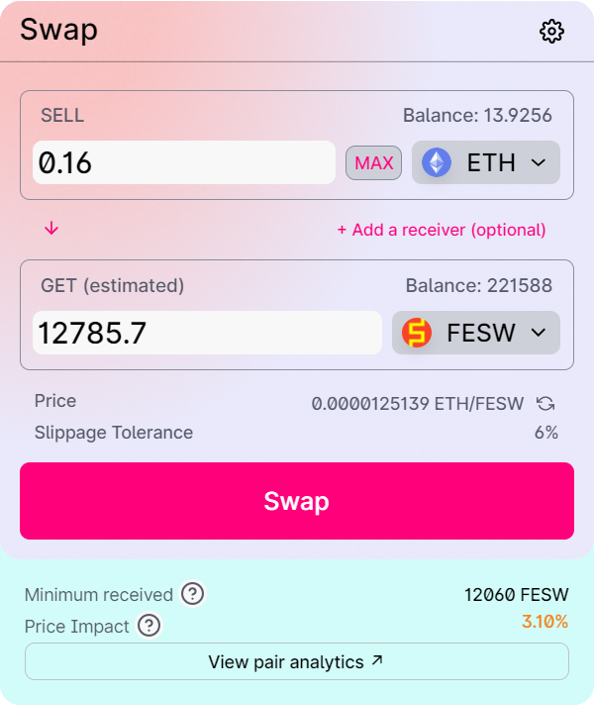 Swap
SELL
Balance: 13.9256
0.16
MAX
ETH
+ Add a receiver (optional)
GET (estimated)
Balance: 221588
12785.7
FESW
Price
0.0000125139 ETH/FESW
Slippage Tolerance
6%
Swap
Minimum received ?
12060 FESW
Price Impact ?
3.10%
View pair analytics ↗